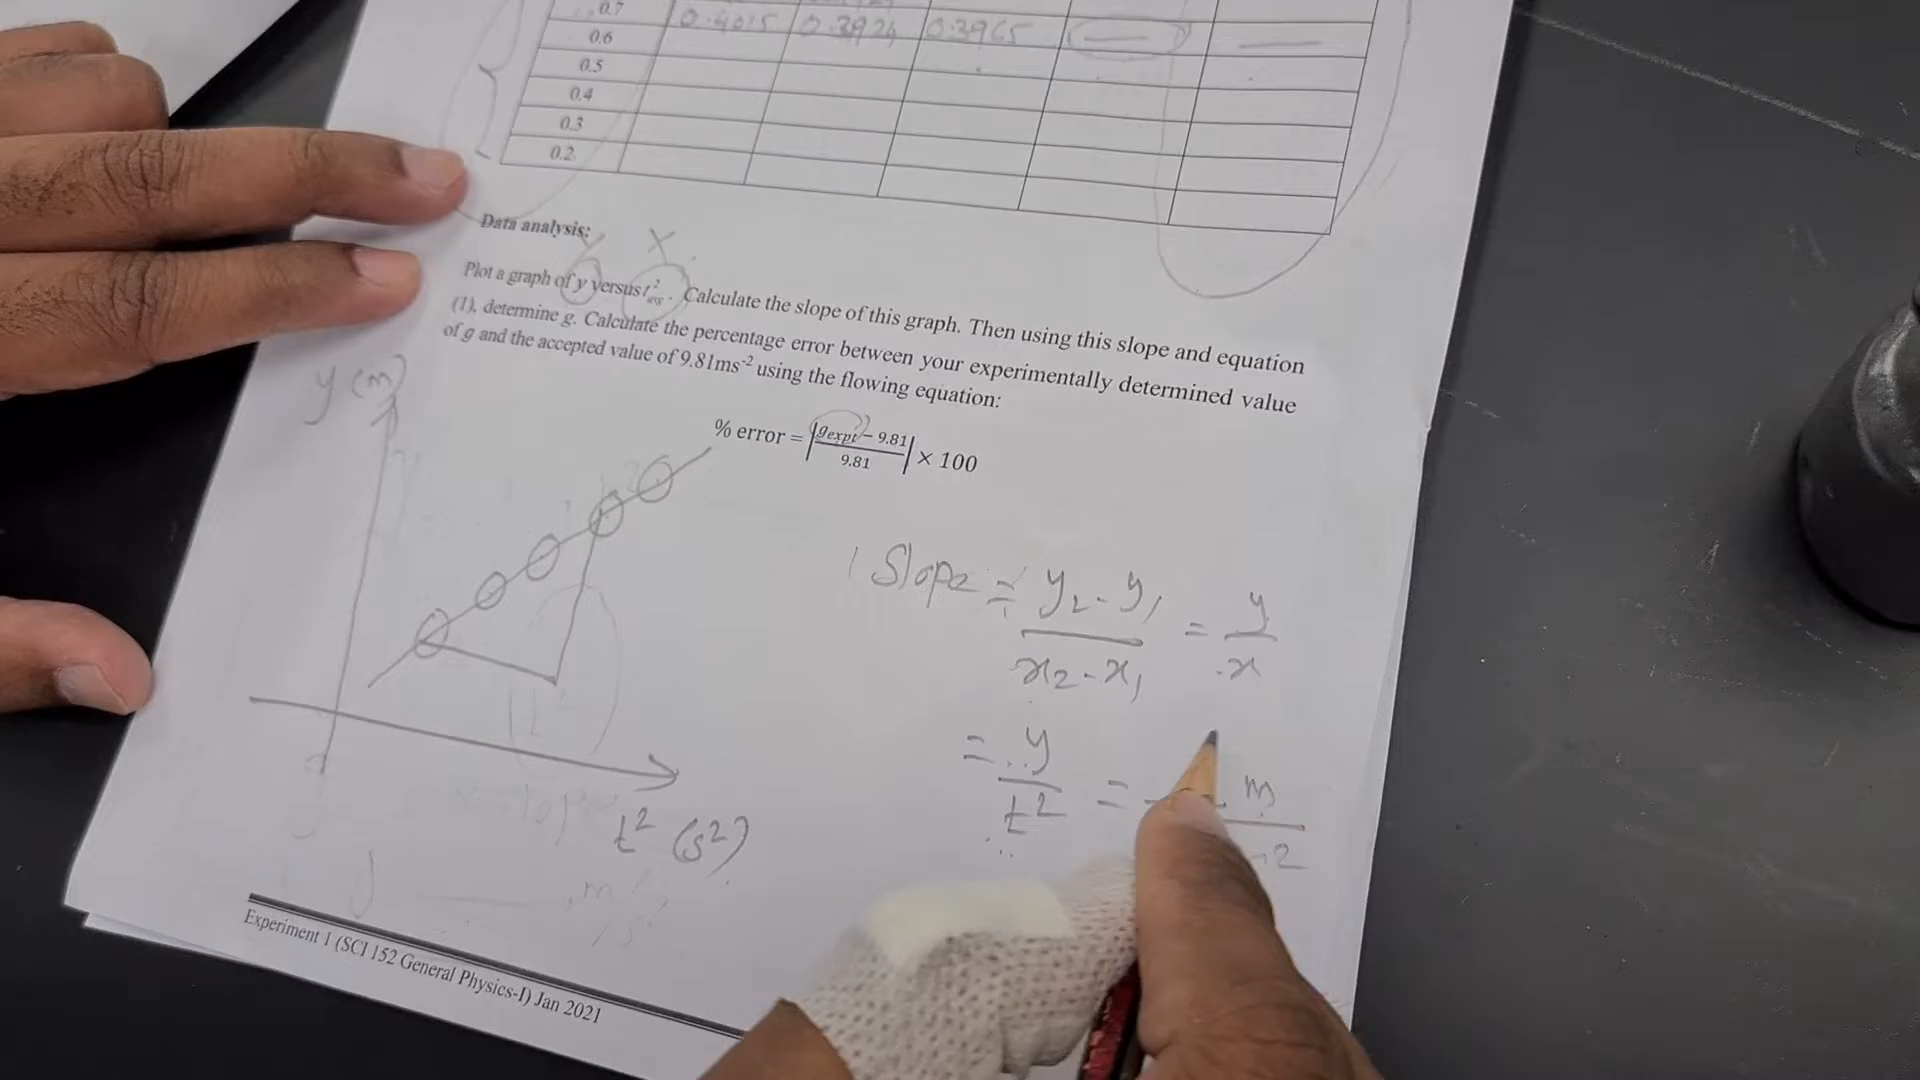 0.7 0.4015 0.3924 0.3965
0.6
0.5
0.4
0.3
0.2
Data analysis:
y x
Plot a graph of y versus t²avg. Calculate the slope of this graph. Then using this slope and equation
(1), determine g. Calculate the percentage error between your experimentally determined value
of g and the accepted value of 9.81ms⁻² using the flowing equation:
% error = |gexpt − 9.81 / 9.81| × 100
y (m)
t² (s²)
Slope = y₂ - y₁ / x₂ - x₁ = y / x
= y / t² = m
Experiment 1 (SCI 152 General Physics-I) Jan 2021